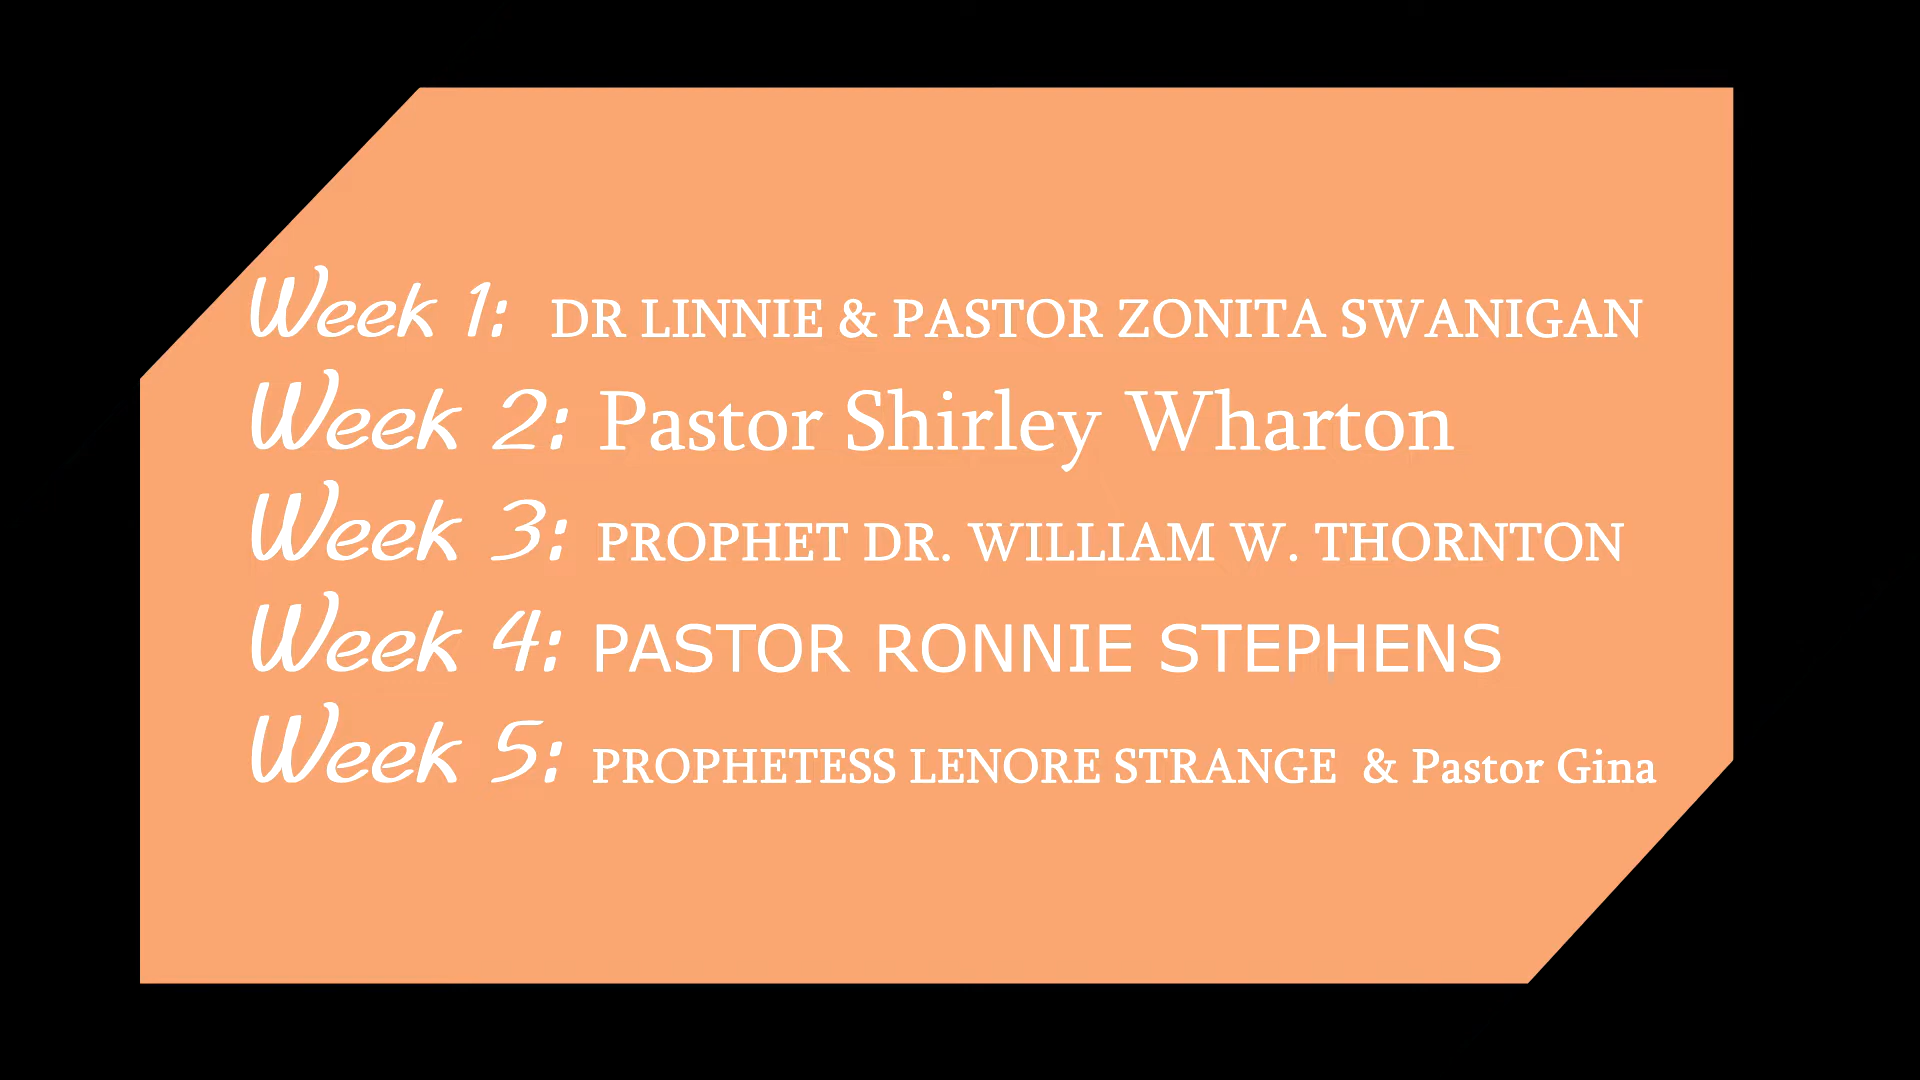 Week 1: DR LINNIE & PASTOR ZONITA SWANIGAN
Week 2: Pastor Shirley Wharton
Week 3: PROPHET DR. WILLIAM W. THORNTON
Week 4: PASTOR RONNIE STEPHENS
Week 5: PROPHETESS LENORE STRANGE & Pastor Gina